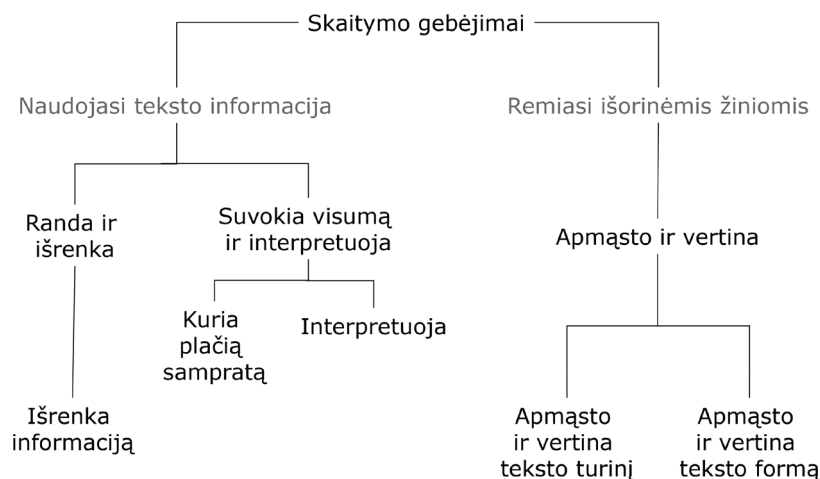 Skaitymo gebėjimai
Naudojasi teksto informacija
Remiasi išorinėmis žiniomis
Randa ir
išrenka
Suvokia visumą
ir interpretuoja
Apmąsto ir vertina
Kuria
plačią
sampratą
Interpretuoja
Išrenka
informaciją
Apmąsto
ir vertina
teksto turinį
Apmąsto
ir vertina
teksto formą